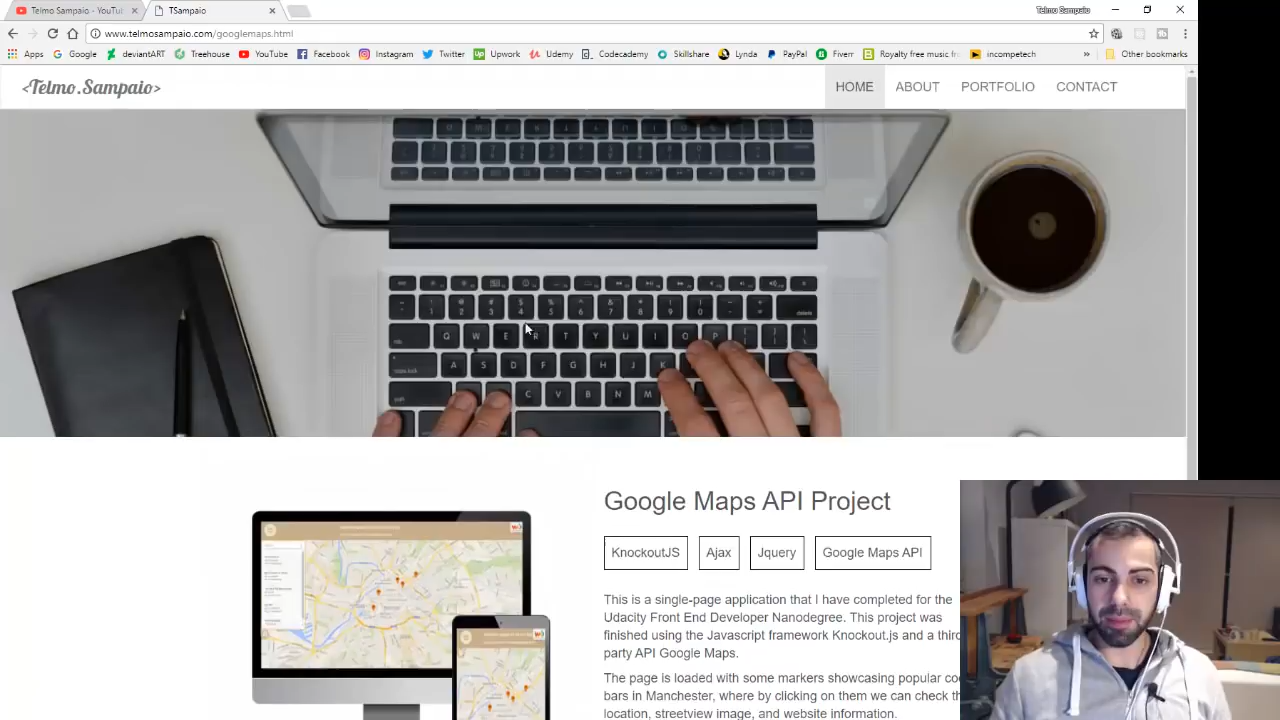 Telmo Sampaio - YouTub
TSampaio
Telmo Sampaio
www.telmosampaio.com/googlemaps.html
Apps Google deviantART Treehouse YouTube Facebook Instagram Twitter Upwork Udemy Codecademy Skillshare Lynda PayPal Fiverr Royalty free music fro incompetech » Other bookmarks
<Telmo.Sampaio>
HOME ABOUT PORTFOLIO CONTACT
Google Maps API Project
KnockoutJS Ajax Jquery Google Maps API
This is a single-page application that I have completed for the
Udacity Front End Developer Nanodegree. This project was
finished using the Javascript framework Knockout.js and a third
party API Google Maps.
The page is loaded with some markers showcasing popular
bars in Manchester, where by clicking on them we can check
location, streetview image, and website information.